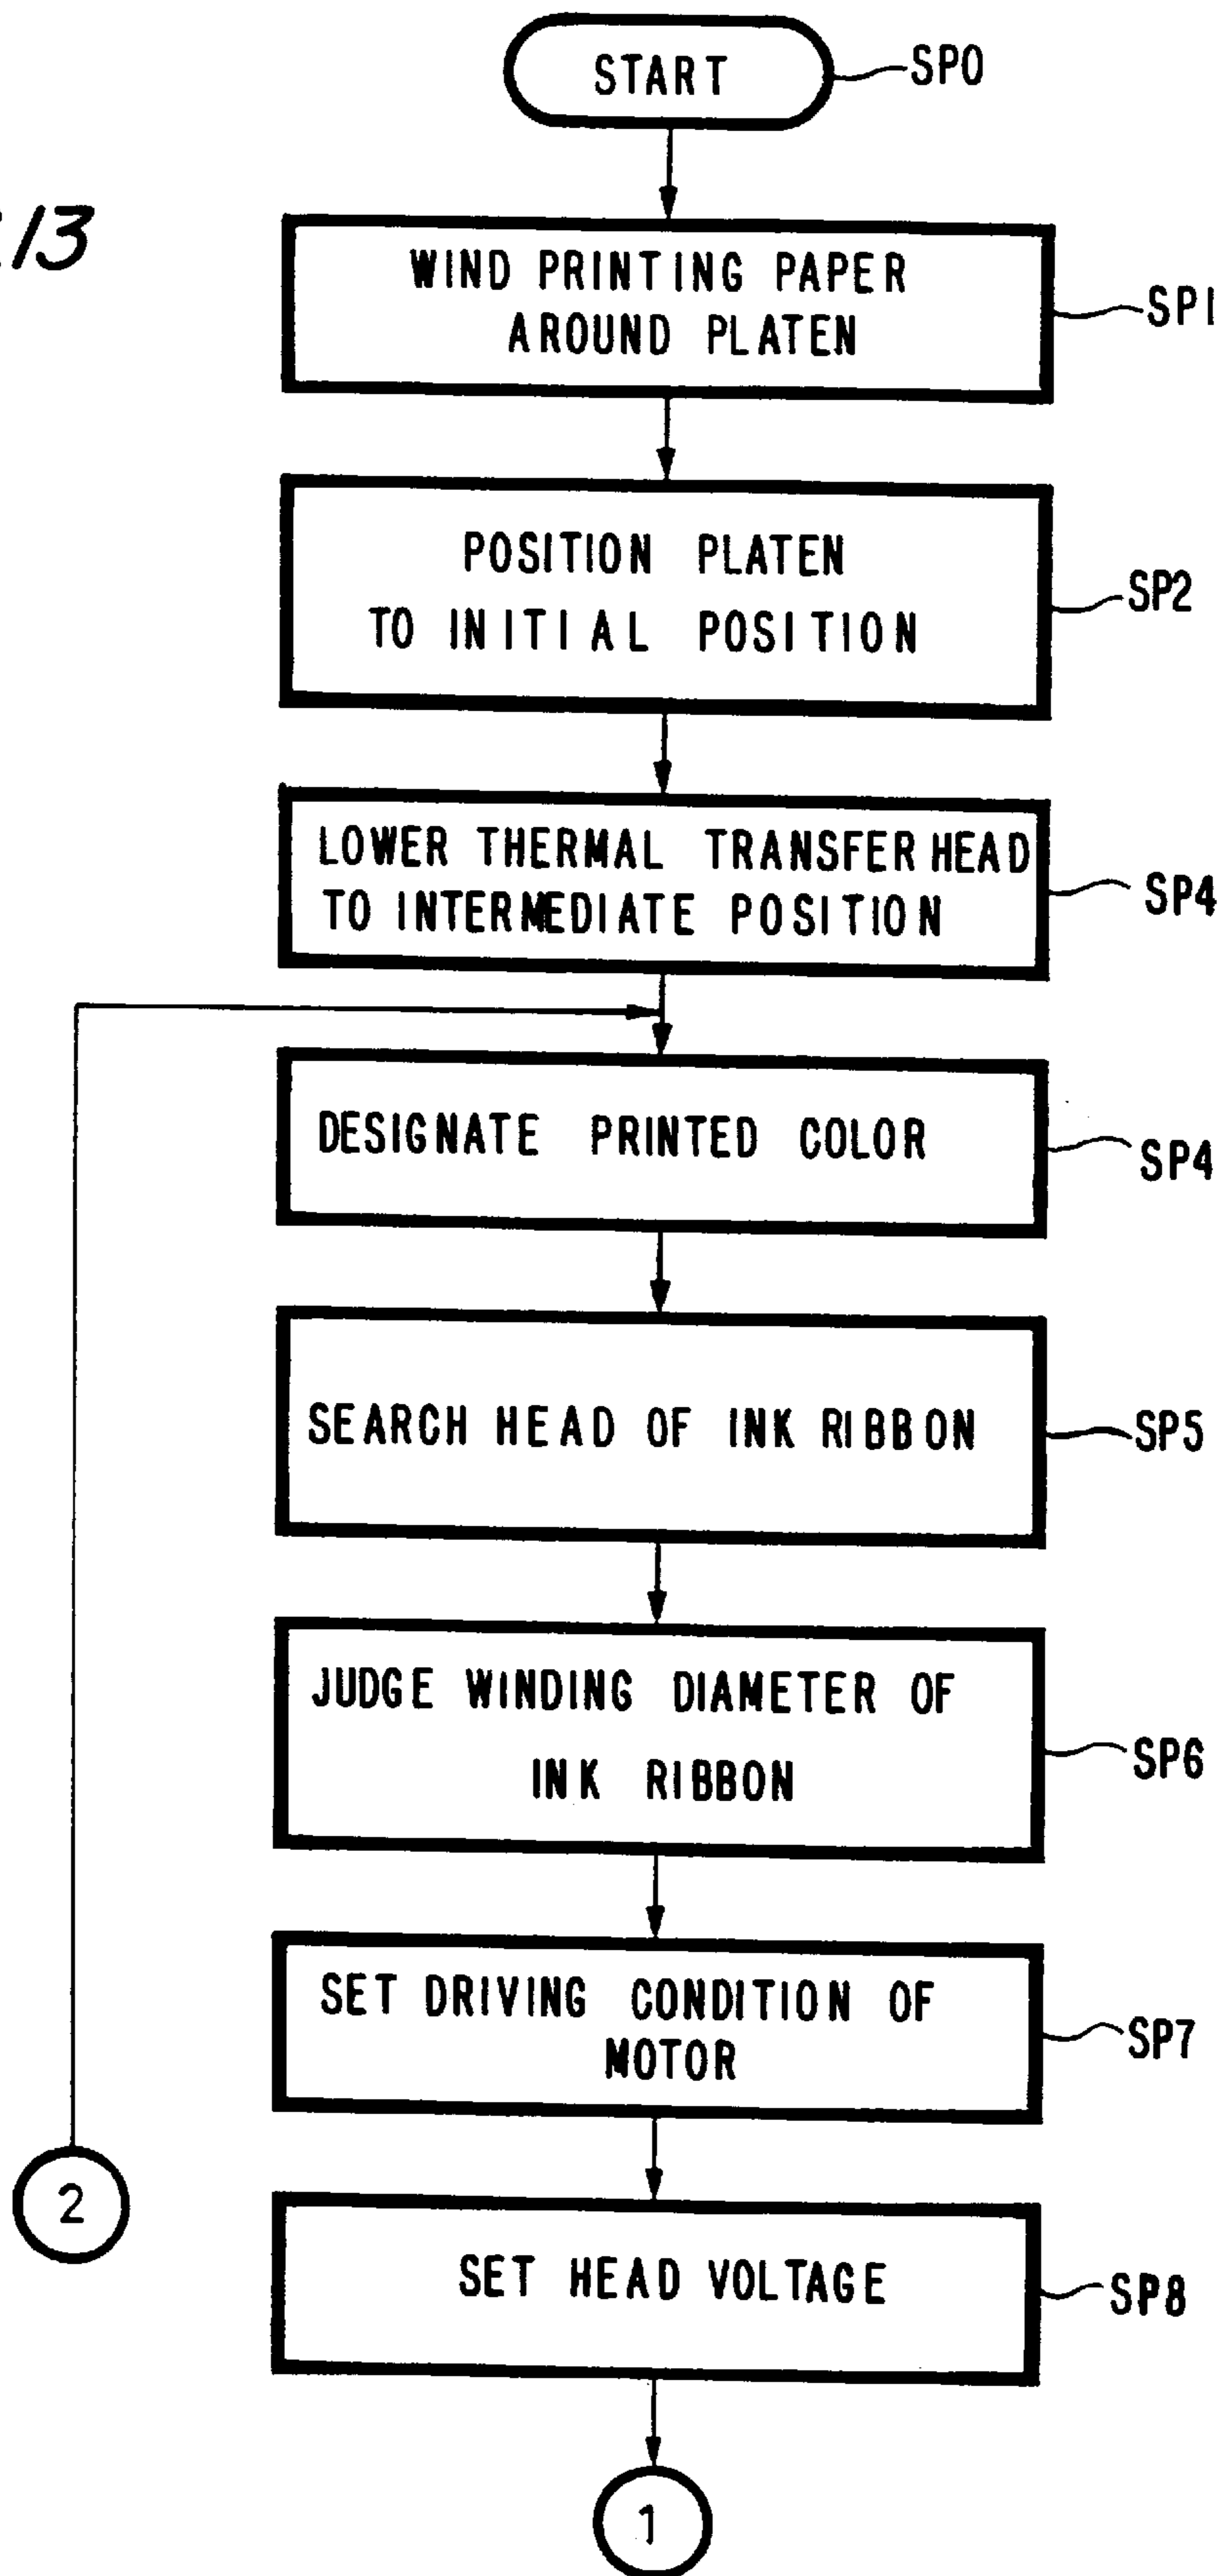 13
START
SP0
WIND PRINTING PAPER
AROUND PLATEN
SP1
POSITION PLATEN
TO INITIAL POSITION
SP2
LOWER THERMAL TRANSFER HEAD
TO INTERMEDIATE POSITION
SP4
DESIGNATE PRINTED COLOR
SP4
SEARCH HEAD OF INK RIBBON
SP5
JUDGE WINDING DIAMETER OF
INK RIBBON
SP6
SET DRIVING CONDITION OF
MOTOR
SP7
2
SET HEAD VOLTAGE
SP8
1